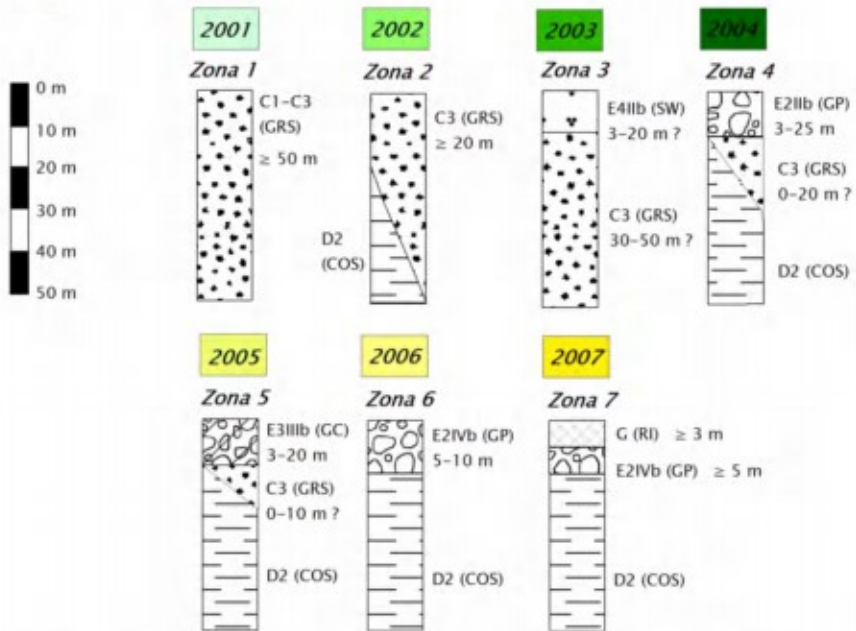 2001 2002 2003 2004
Zona 1 Zona 2 Zona 3 Zona 4
0 m
10 m
20 m
30 m
40 m
50 m
C1-C3
(GRS)
≥ 50 m
C3 (GRS)
≥ 20 m
D2
(COS)
E4IIb (SW)
3-20 m ?
C3 (GRS)
30-50 m ?
E2IIb (GP)
3-25 m
C3 (GRS)
0-20 m ?
D2 (COS)
2005 2006 2007
Zona 5 Zona 6 Zona 7
E3IIIb (GC)
3-20 m
C3 (GRS)
0-10 m ?
D2 (COS)
E2IVb (GP)
5-10 m
D2 (COS)
G (RI) ≥ 3 m
E2IVb (GP) ≥ 5 m
D2 (COS)